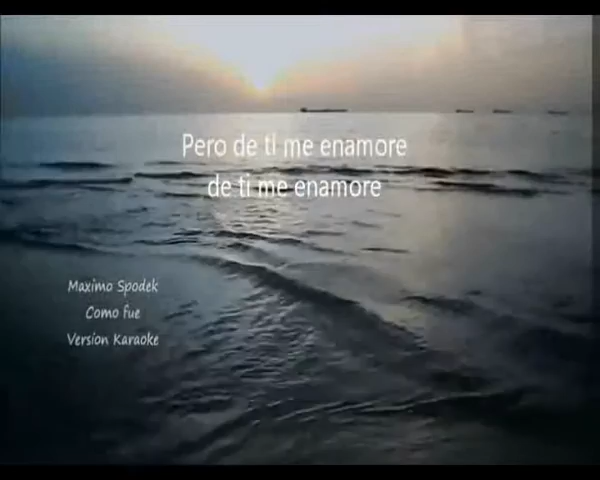 Pero de ti me enamore
de ti me enamore
Maximo Spodek
Como fue
Version Karaoke